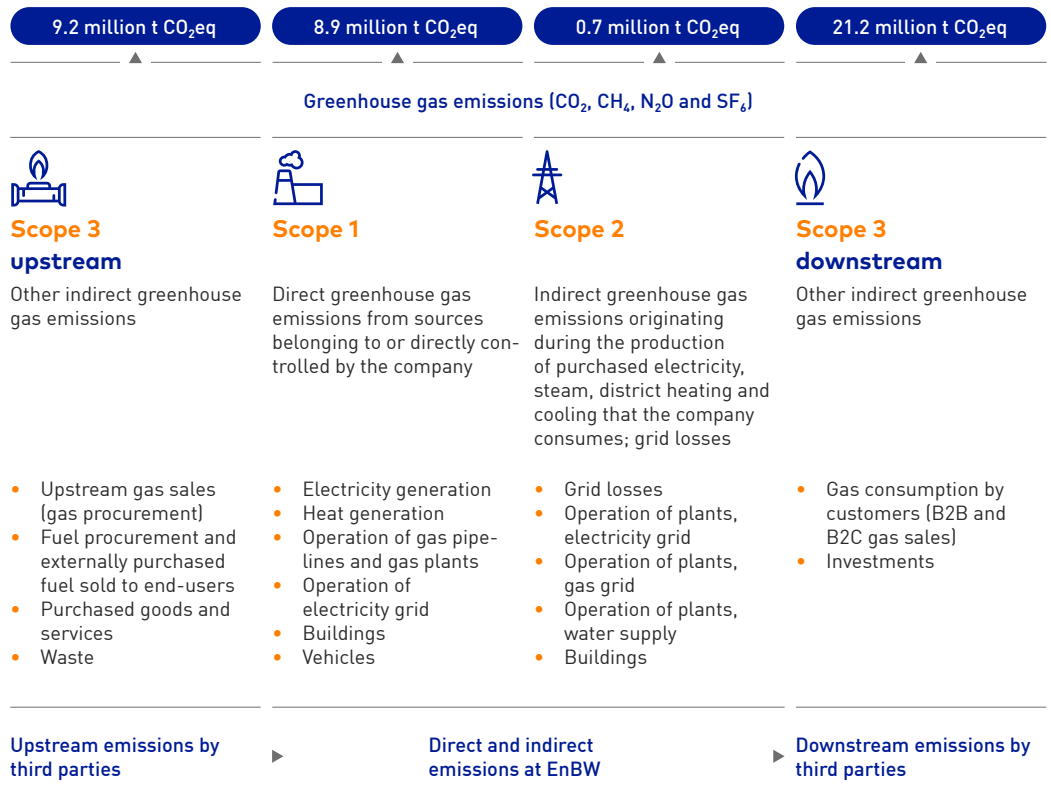 9.2 million t CO₂eq
8.9 million t CO₂eq
0.7 million t CO₂eq
21.2 million t CO₂eq
Greenhouse gas emissions (CO₂, CH₄, N₂O and SF₆)
Scope 3
upstream
Other indirect greenhouse
gas emissions
• Upstream gas sales
(gas procurement)
• Fuel procurement and
externally purchased
fuel sold to end-users
• Purchased goods and
services
• Waste
Scope 1
Direct greenhouse gas
emissions from sources
belonging to or directly con-
trolled by the company
• Electricity generation
• Heat generation
• Operation of gas pipe-
lines and gas plants
• Operation of
electricity grid
• Buildings
• Vehicles
Scope 2
Indirect greenhouse gas
emissions originating
during the production
of purchased electricity,
steam, district heating and
cooling that the company
consumes; grid losses
• Grid losses
• Operation of plants,
electricity grid
• Operation of plants,
gas grid
• Operation of plants,
water supply
• Buildings
Scope 3
downstream
Other indirect greenhouse
gas emissions
• Gas consumption by
customers (B2B and
B2C gas sales)
• Investments
Upstream emissions by
third parties
Direct and indirect
emissions at EnBW
Downstream emissions by
third parties